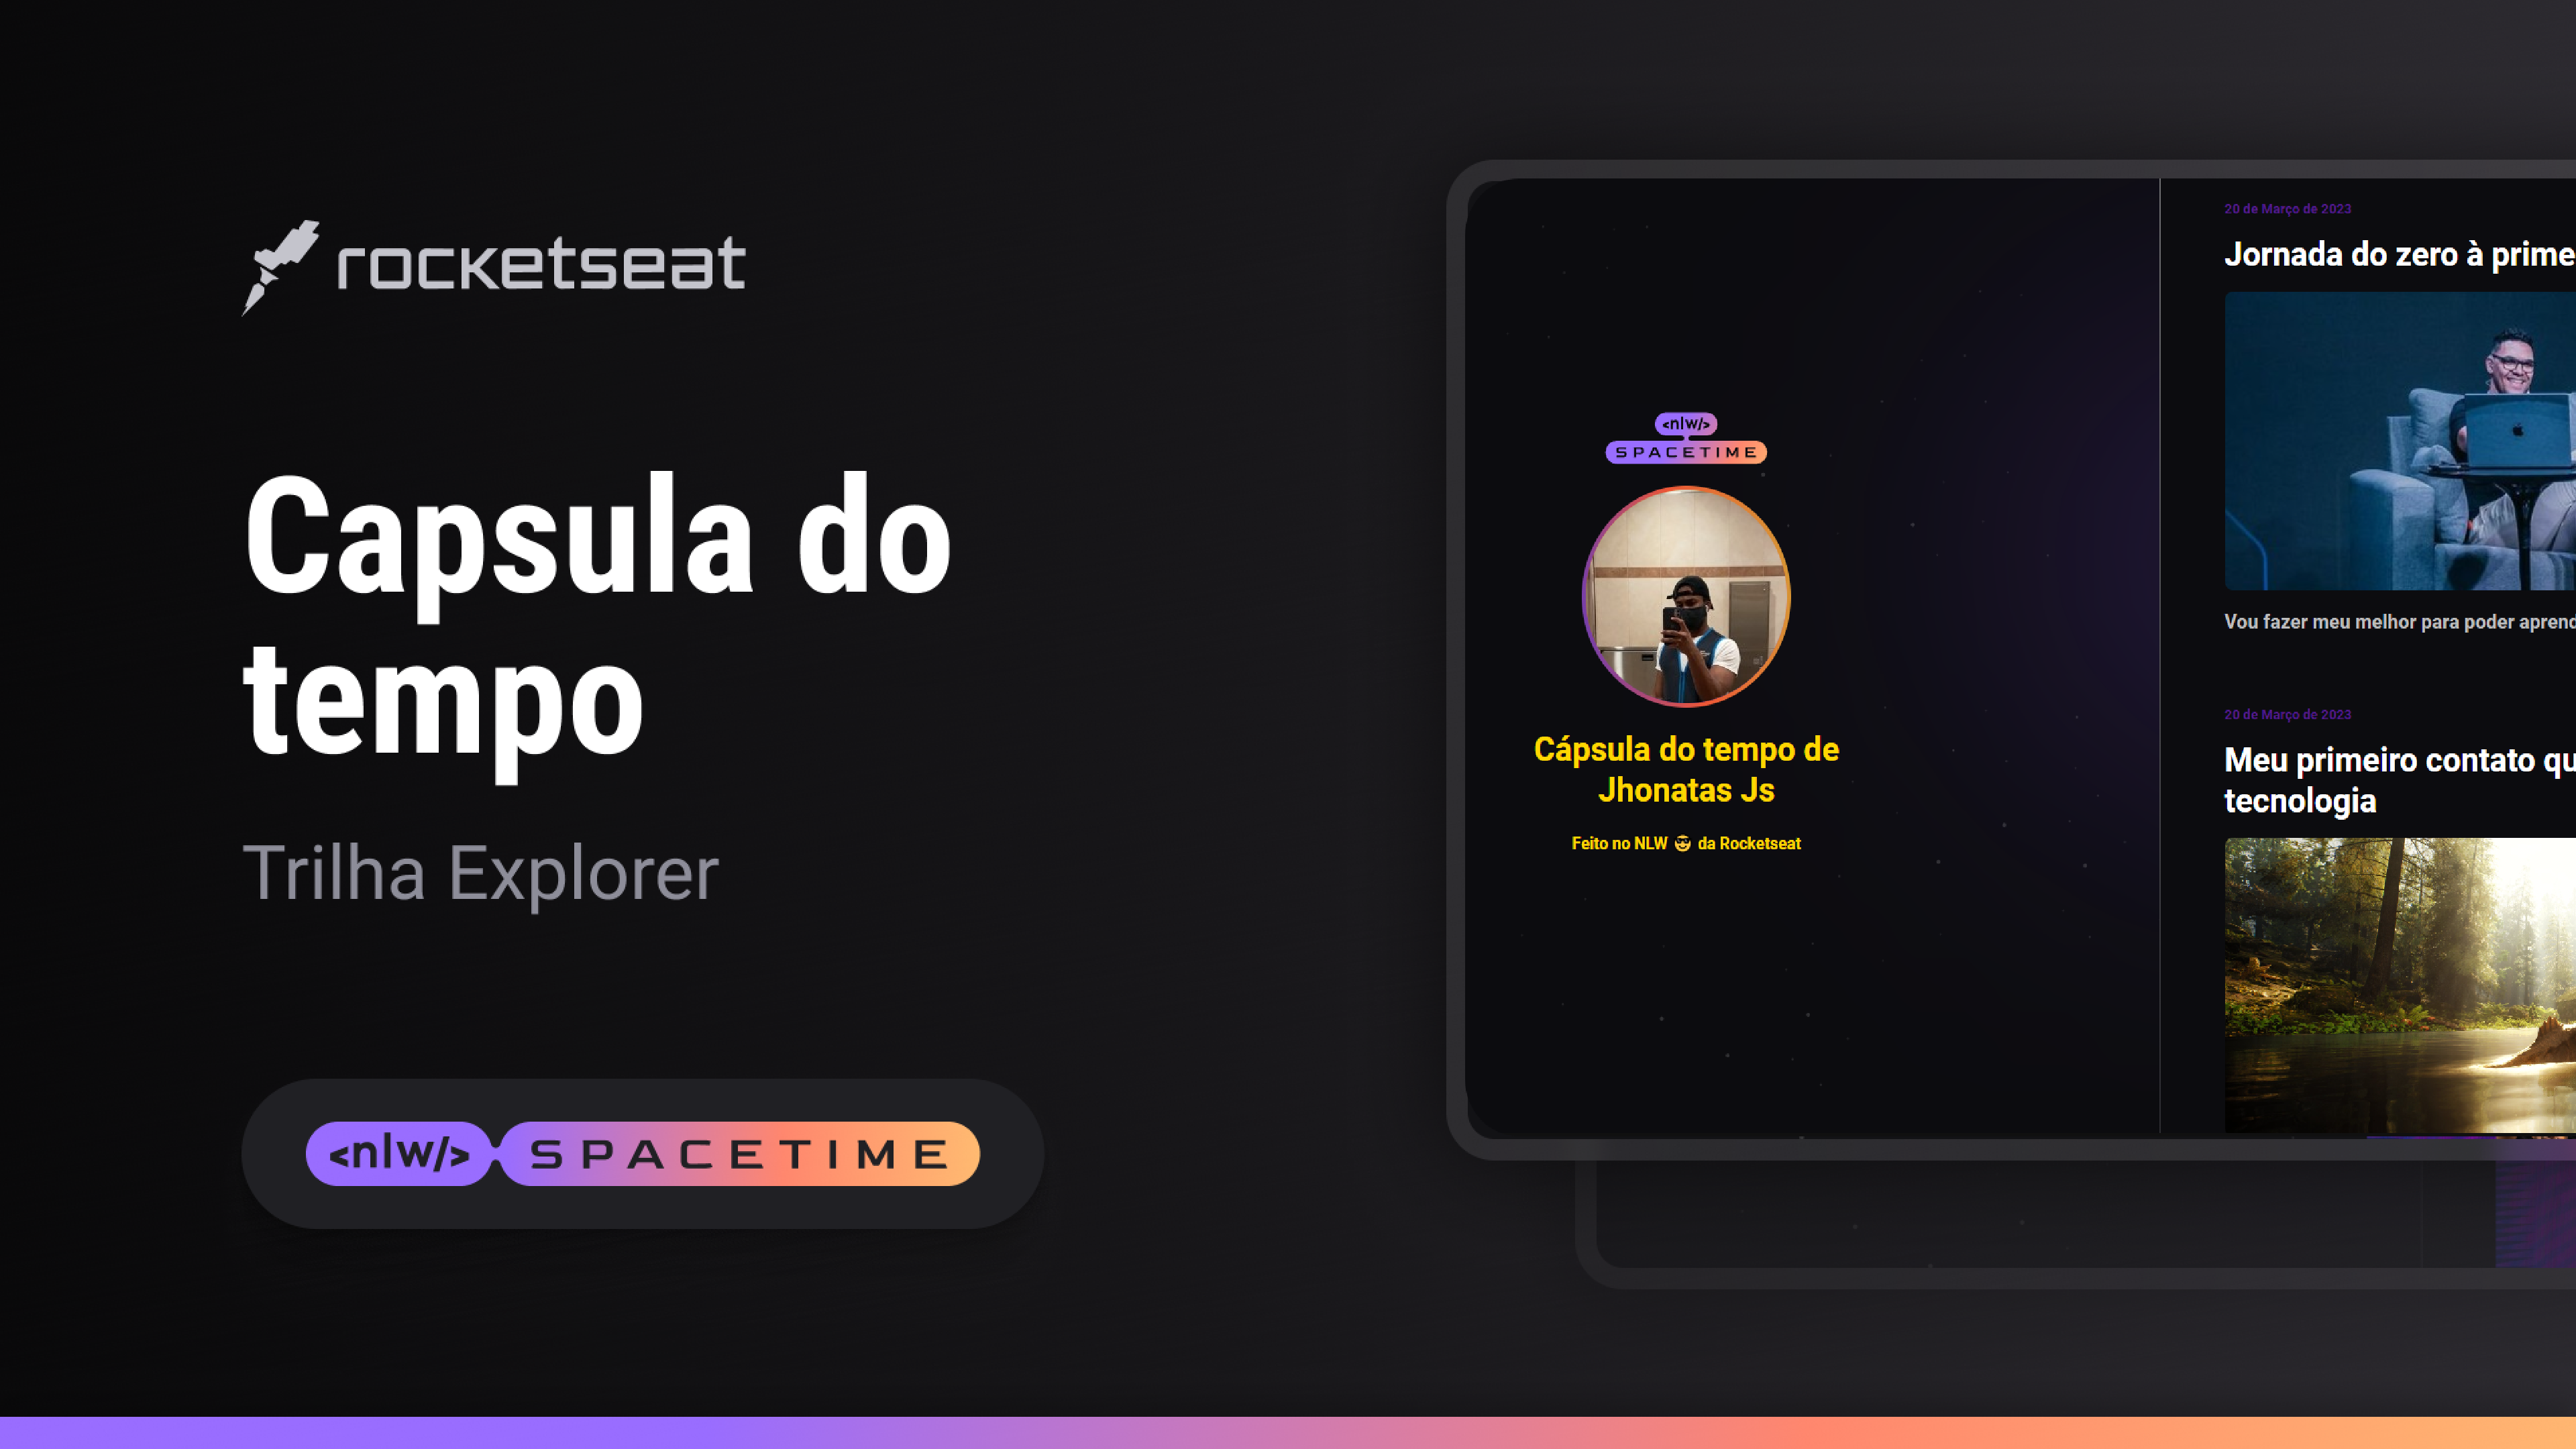 rocketseat
Capsula do
tempo
Trilha Explorer
<nlw/> SPACETIME
<nlw/>
SPACETIME
Cápsula do tempo de
Jhonatas Js
Feito no NLW 😎 da Rocketseat
20 de Março de 2023
Jornada do zero à prime
Vou fazer meu melhor para poder aprend
20 de Março de 2023
Meu primeiro contato qu
tecnologia